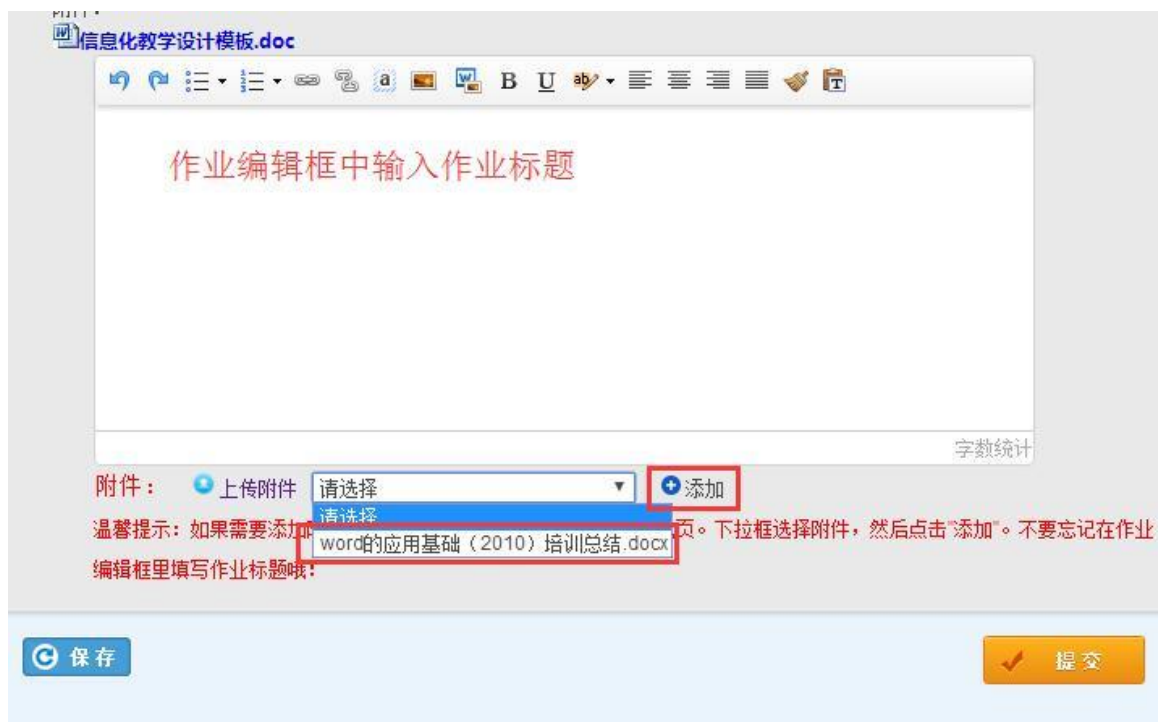 附件:
信息化教学设计模板.doc
B U
作业编辑框中输入作业标题
字数统计
附件： 上传附件 请选择 添加
请选择
温馨提示：如果需要添加 页。下拉框选择附件，然后点击"添加"。不要忘记在作业
word的应用基础（2010）培训总结.docx
编辑框里填写作业标题哦！
保存 提交